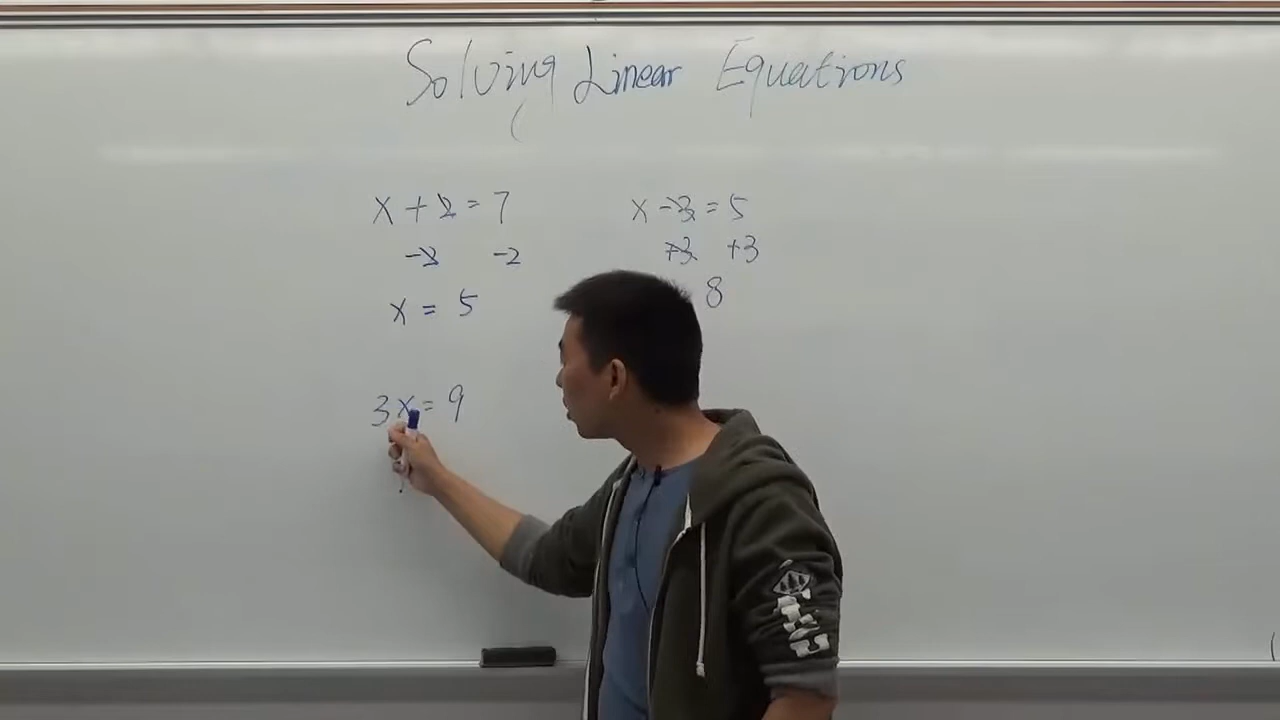 Solving Linear Equations
x + 2 = 7
-2 -2
x = 5
x - 3 = 5
+3 +3
8
3x = 9